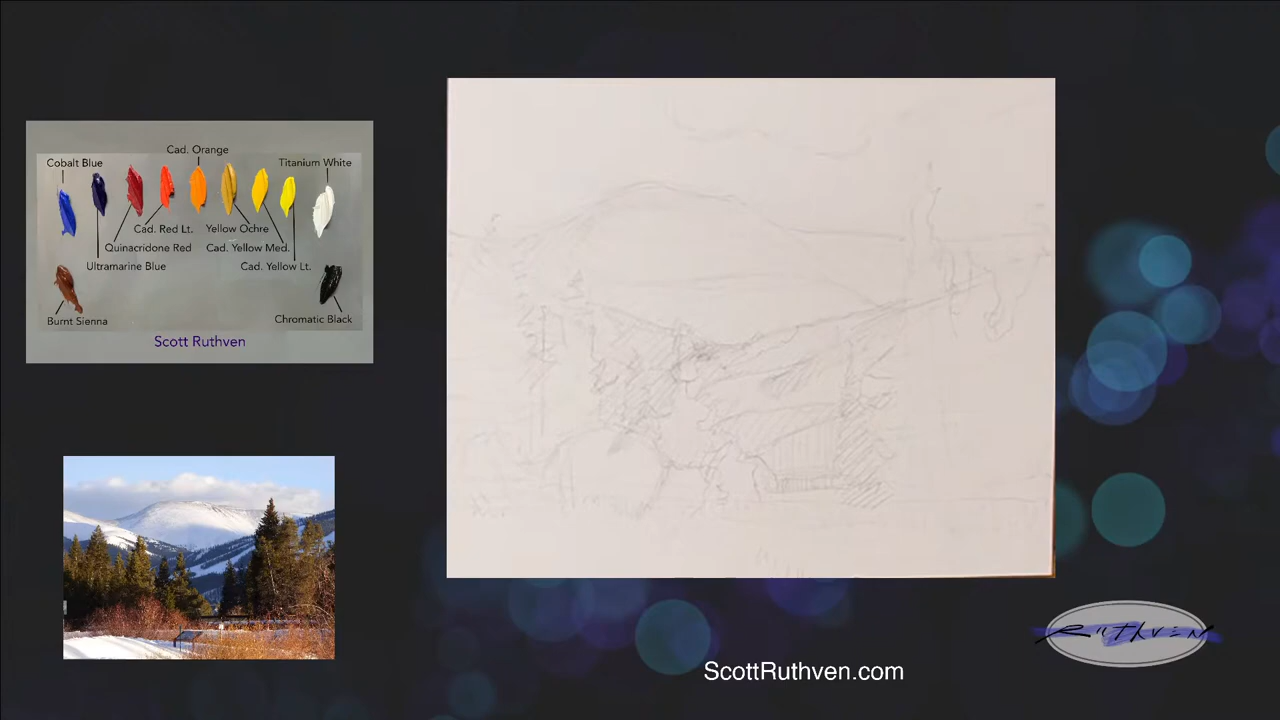 Cad. Orange
Cobalt Blue
Titanium White
Cad. Red Lt.
Yellow Ochre
Quinacridone Red
Cad. Yellow Med.
Ultramarine Blue
Cad. Yellow Lt.
Burnt Sienna
Chromatic Black
Scott Ruthven
RUTHVEN
ScottRuthven.com